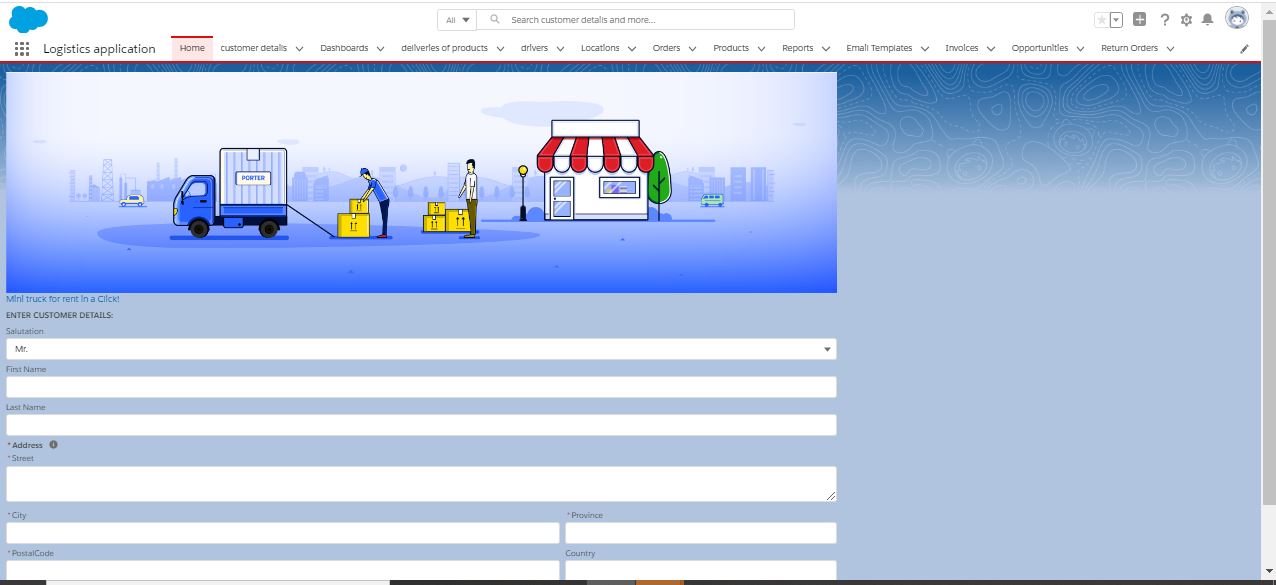 All
Search customer details and more...
Logistics application
Home
customer details
Dashboards
deliveries of products
drivers
Locations
Orders
Products
Reports
Email Templates
Invoices
Opportunities
Return Orders
PORTER
Mini truck for rent in a Click!
ENTER CUSTOMER DETAILS:
Salutation
Mr.
First Name
Last Name
* Address
* Street
* City
* Province
* PostalCode
Country